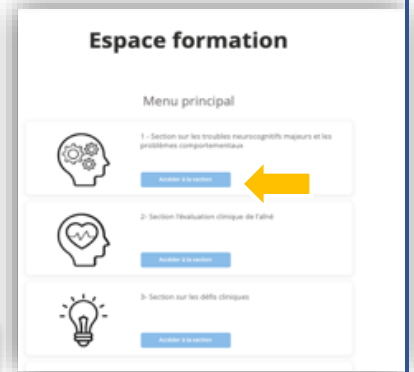 Espace formation
Menu principal
1 - Section sur les troubles neurocognitifs majeurs et les
problèmes comportementaux
Accéder à la section
2- Section l'évaluation clinique de l'aîné
Accéder à la section
3- Section sur les défis cliniques
Accéder à la section